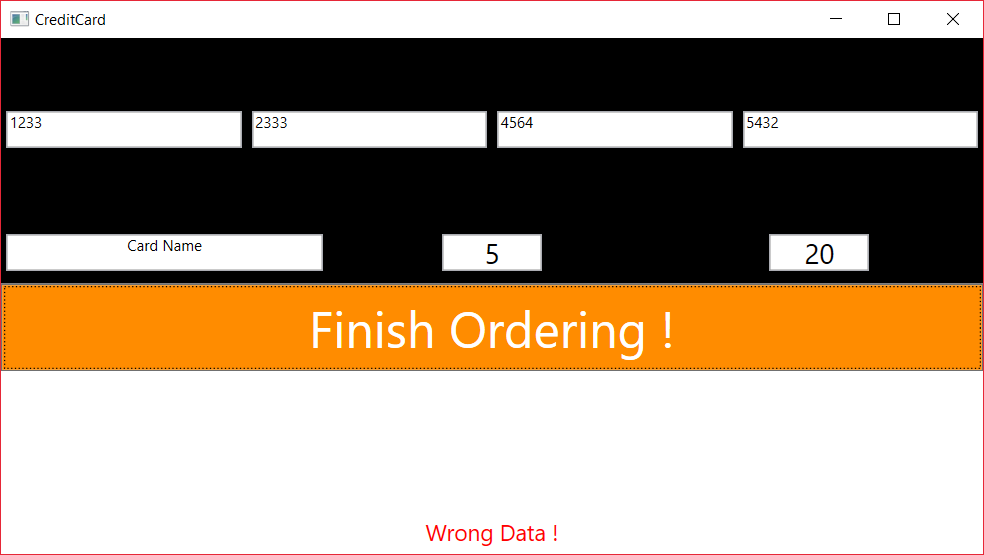 CreditCard
1233 2333 4564 5432
Card Name 5 20
Finish Ordering !
Wrong Data !